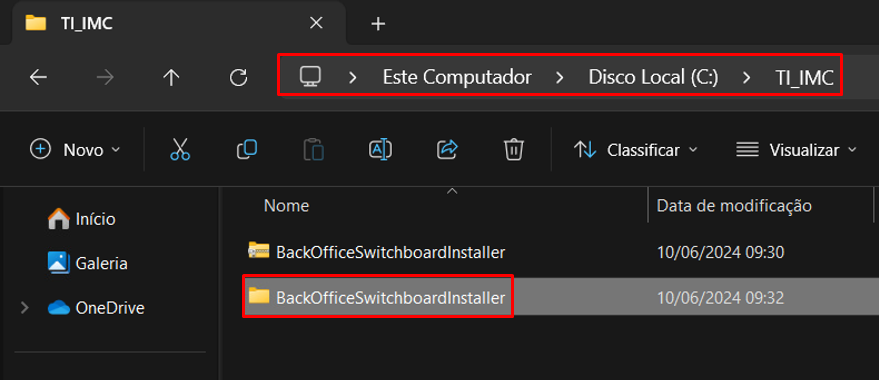 TI_IMC
Este Computador > Disco Local (C:) > TI_IMC
Novo Classificar Visualizar
Nome Data de modificação
Início
Galeria
OneDrive
BackOfficeSwitchboardInstaller 10/06/2024 09:30
BackOfficeSwitchboardInstaller 10/06/2024 09:32